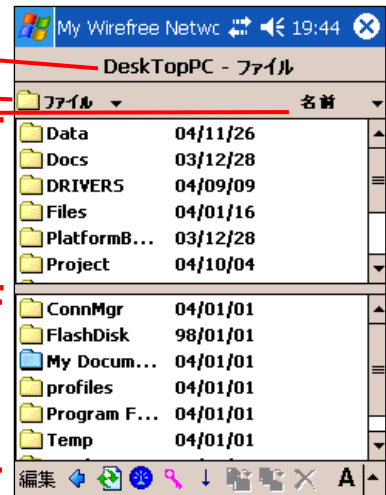 My Wirefree Netwc 19:44
DeskTopPC - ファイル
ファイル 名前
Data 04/11/26
Docs 03/12/28
DRIVERS 04/09/09
Files 04/01/16
PlatformB... 03/12/28
Project 04/10/04
ConnMgr 04/01/01
FlashDisk 98/01/01
My Docum... 04/01/01
profiles 04/01/01
Program F... 04/01/01
Temp 04/01/01
編集 A